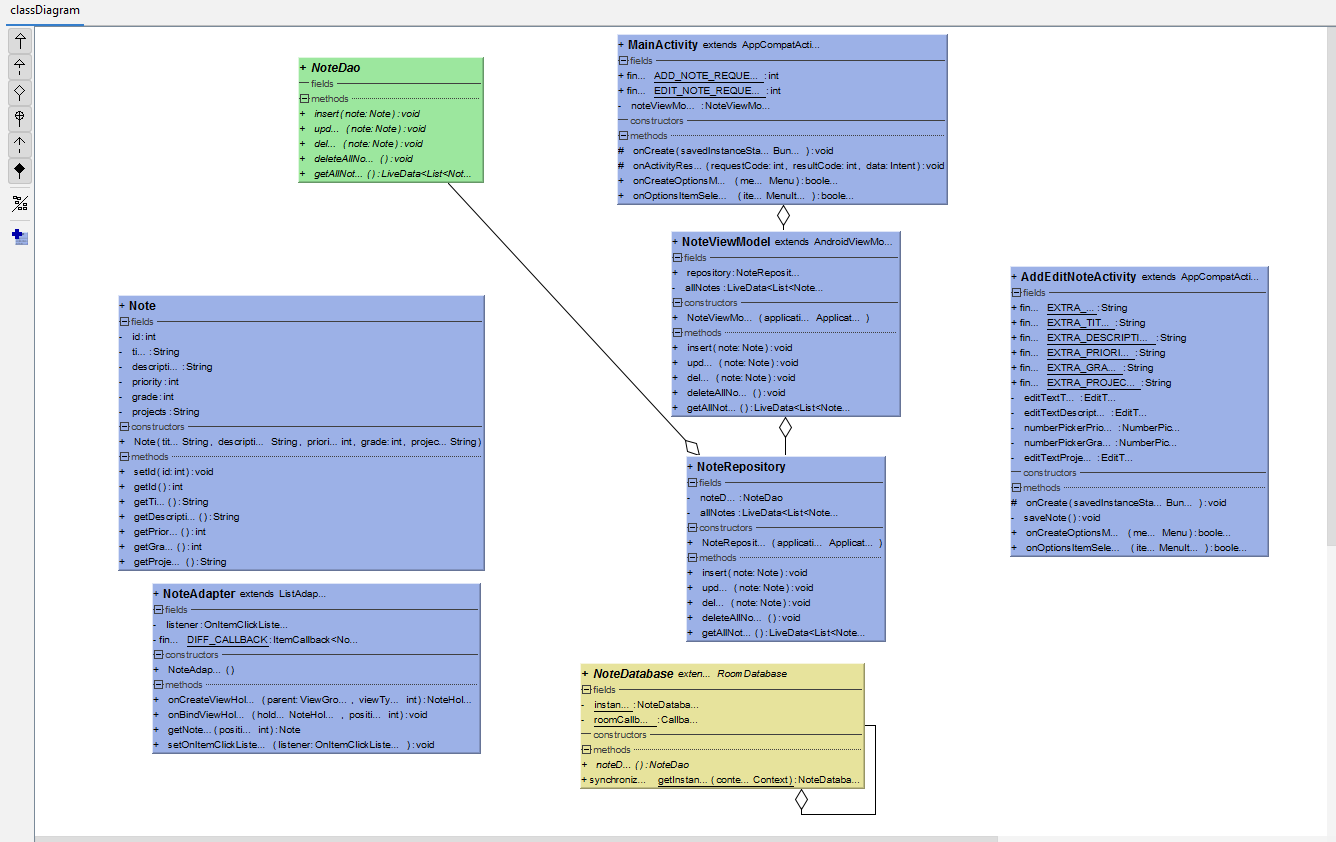 classDiagram
+ NoteDao
fields
methods
+ insert(note: Note) : void
+ upd... (note: Note) : void
+ del... (note: Note) : void
+ deleteAllNo... () : void
+ getAllNot... () : LiveData<List<Not...
+ MainActivity extends AppCompatActi...
fields
+ fin... ADD_NOTE_REQUE... : int
+ fin... EDIT_NOTE_REQUE... : int
- noteViewMo... : NoteViewMo...
constructors
methods
# onCreate(savedInstanceSta... Bun... ) : void
# onActivityRes... (requestCode: int, resultCode: int, data: Intent) : void
+ onCreateOptionsM... (me... Menu) : boole...
+ onOptionsItemSele... (ite... MenuIt... ) : boole...
+ NoteViewModel extends AndroidViewMo...
fields
+ repository: NoteReposit...
- allNotes : LiveData<List<Note...
constructors
+ NoteViewMo... (applicati... Applicat... )
methods
+ insert(note: Note) : void
+ upd... (note: Note) : void
+ del... (note: Note) : void
+ deleteAllNo... () : void
+ getAllNot... () : LiveData<List<Note...
+ AddEditNoteActivity extends AppCompatActi...
fields
+ fin... EXTRA_... : String
+ fin... EXTRA_TIT... : String
+ fin... EXTRA_DESCRIPTI... : String
+ fin... EXTRA_PRIORI... : String
+ fin... EXTRA_GRA... : String
+ fin... EXTRA_PROJEC... : String
- editTextT... : EditT...
- editTextDescript... : EditT...
- numberPickerPrio... : NumberPic...
- numberPickerGra... : NumberPic...
- editTextProje... : EditT...
constructors
methods
# onCreate(savedInstanceSta... Bun... ) : void
- saveNote() : void
+ onCreateOptionsM... (me... Menu) : boole...
+ onOptionsItemSele... (ite... MenuIt... ) : boole...
+ Note
fields
- id: int
- ti... : String
- descripti... : String
- priority : int
- grade : int
- projects : String
constructors
+ Note(tit... String, descripti... String, priori... int, grade: int, projec... String)
methods
+ setId(id: int) : void
+ getId() : int
+ getTi... () : String
+ getDescripti... () : String
+ getPrior... () : int
+ getGra... () : int
+ getProje... () : String
+ NoteRepository
fields
- noteD... : NoteDao
- allNotes : LiveData<List<Note...
constructors
+ NoteReposit... (applicati... Applicat... )
methods
+ insert(note: Note) : void
+ upd... (note: Note) : void
+ del... (note: Note) : void
+ deleteAllNo... () : void
+ getAllNot... () : LiveData<List<Note...
+ NoteAdapter extends ListAdap...
fields
- listener : OnItemClickListe...
- fin... DIFF_CALLBACK : ItemCallback<No...
constructors
+ NoteAdap... ()
methods
+ onCreateViewHol... (parent: ViewGro... , viewTy... int) : NoteHol...
+ onBindViewHol... (hold... NoteHol... , positi... int) : void
+ getNote... (positi... int) : Note
+ setOnItemClickListe... (listener: OnItemClickListe... ) : void
+ NoteDatabase exten... RoomDatabase
fields
- instan... : NoteDataba...
- roomCallb... : Callba...
constructors
methods
+ noteD... () : NoteDao
+ synchroniz... getInstan... (conte... Context) : NoteDataba...